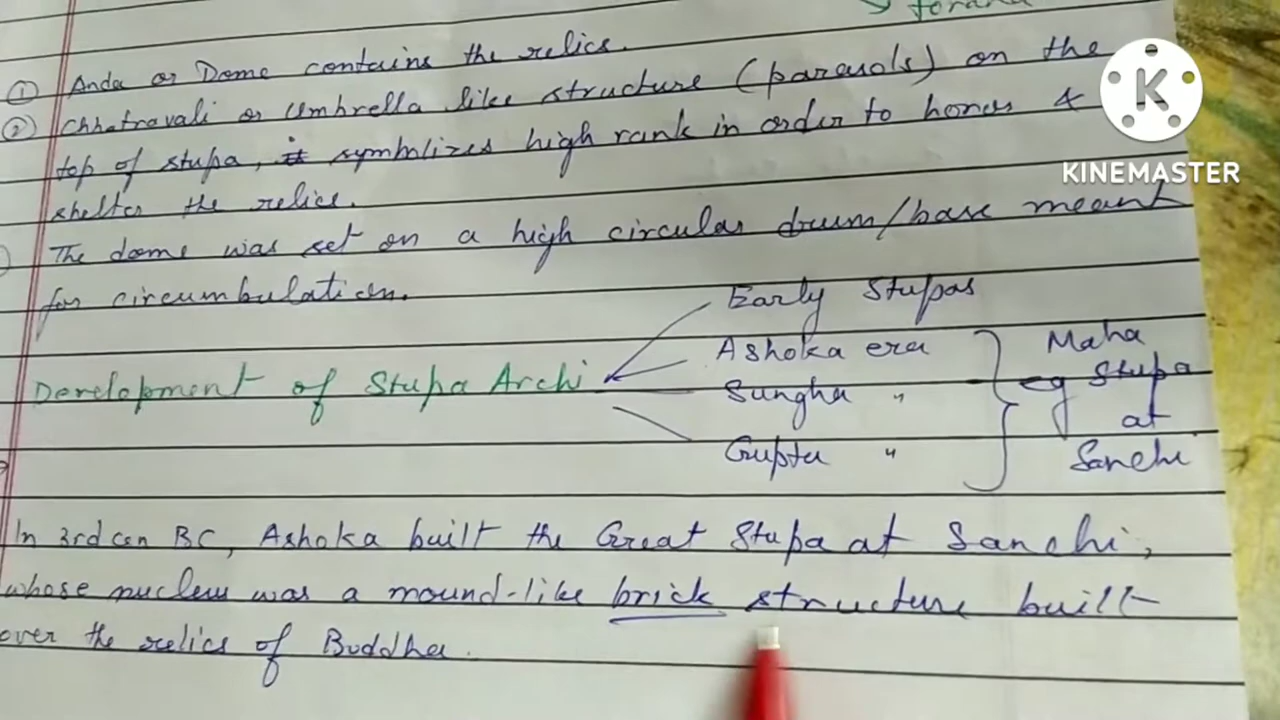 → Torana
① Anda or Dome contains the relics.
② Chhatravali or Umbrella like structure (parasols) on the
top of stupa, it symbolizes high rank in order to honor &
shelter the relics.
The dome was set on a high circular drum/base meant
for circumbulation.
Early Stupas
Development of Stupa Archi
Ashoka era
Sungha "
Gupta "
eg Maha
Stupa
at
Sanchi
In 3rd cen BC, Ashoka built the Great Stupa at Sanchi,
whose nucleus was a mound-like brick structure built
over the relics of Buddha.
K
KINEMASTER